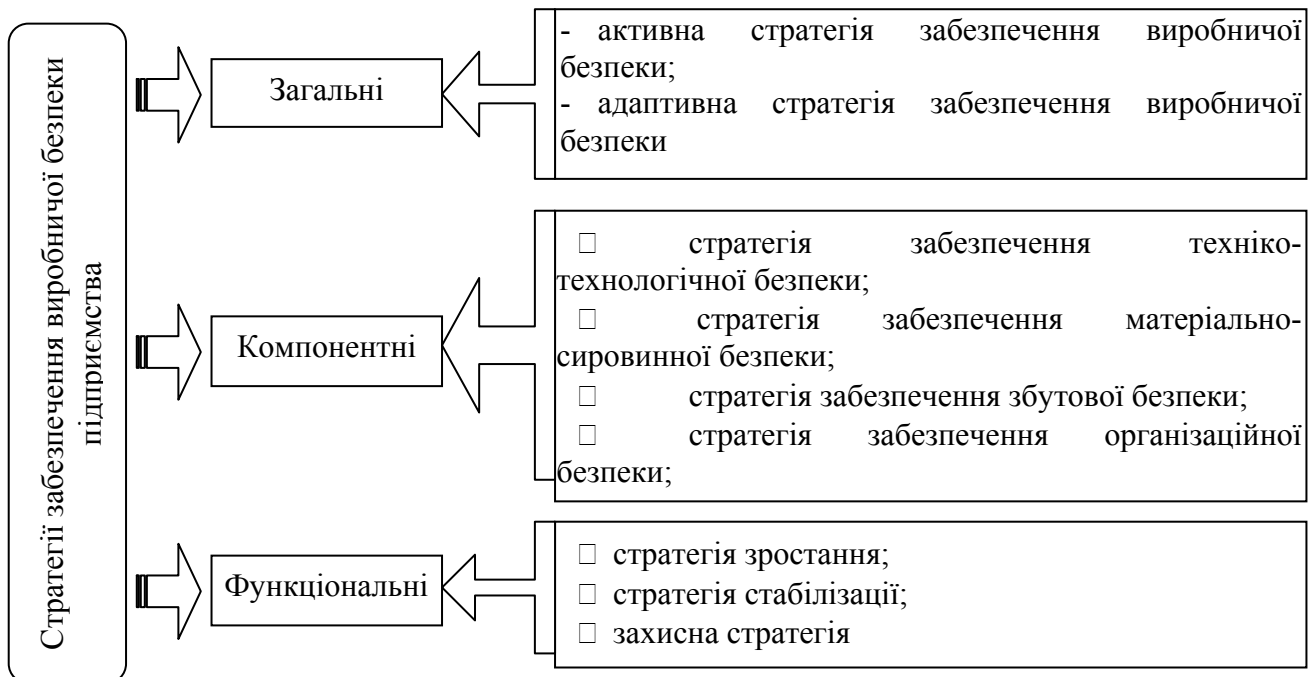 Стратегії забезпечення виробничої безпеки
підприємства
Загальні
- активна стратегія забезпечення виробничої
безпеки;
- адаптивна стратегія забезпечення виробничої
безпеки
Компонентні
□ стратегія забезпечення техніко-
технологічної безпеки;
□ стратегія забезпечення матеріально-
сировинної безпеки;
□ стратегія забезпечення збутової безпеки;
□ стратегія забезпечення організаційної
безпеки;
Функціональні
□ стратегія зростання;
□ стратегія стабілізації;
□ захисна стратегія